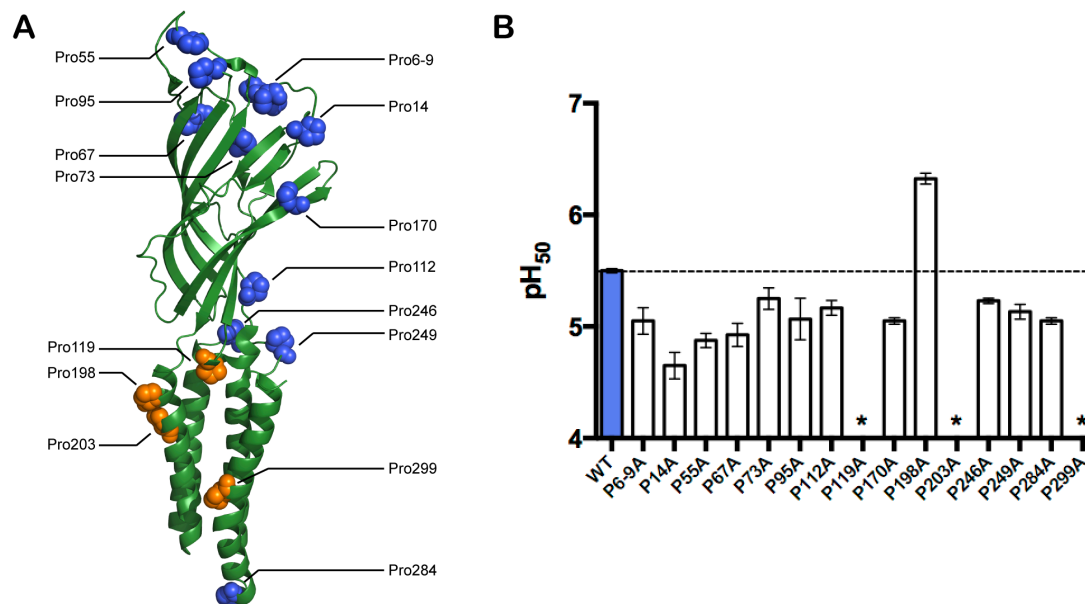 A
Pro55
Pro95
Pro67
Pro73
Pro6-9
Pro14
Pro170
Pro112
Pro246
Pro249
Pro119
Pro198
Pro203
Pro299
Pro284
B
pH50
7
6
5
4
* * *
WT P6-9A P14A P55A P67A P73A P95A P112A P119A P170A P198A P203A P246A P249A P284A P299A